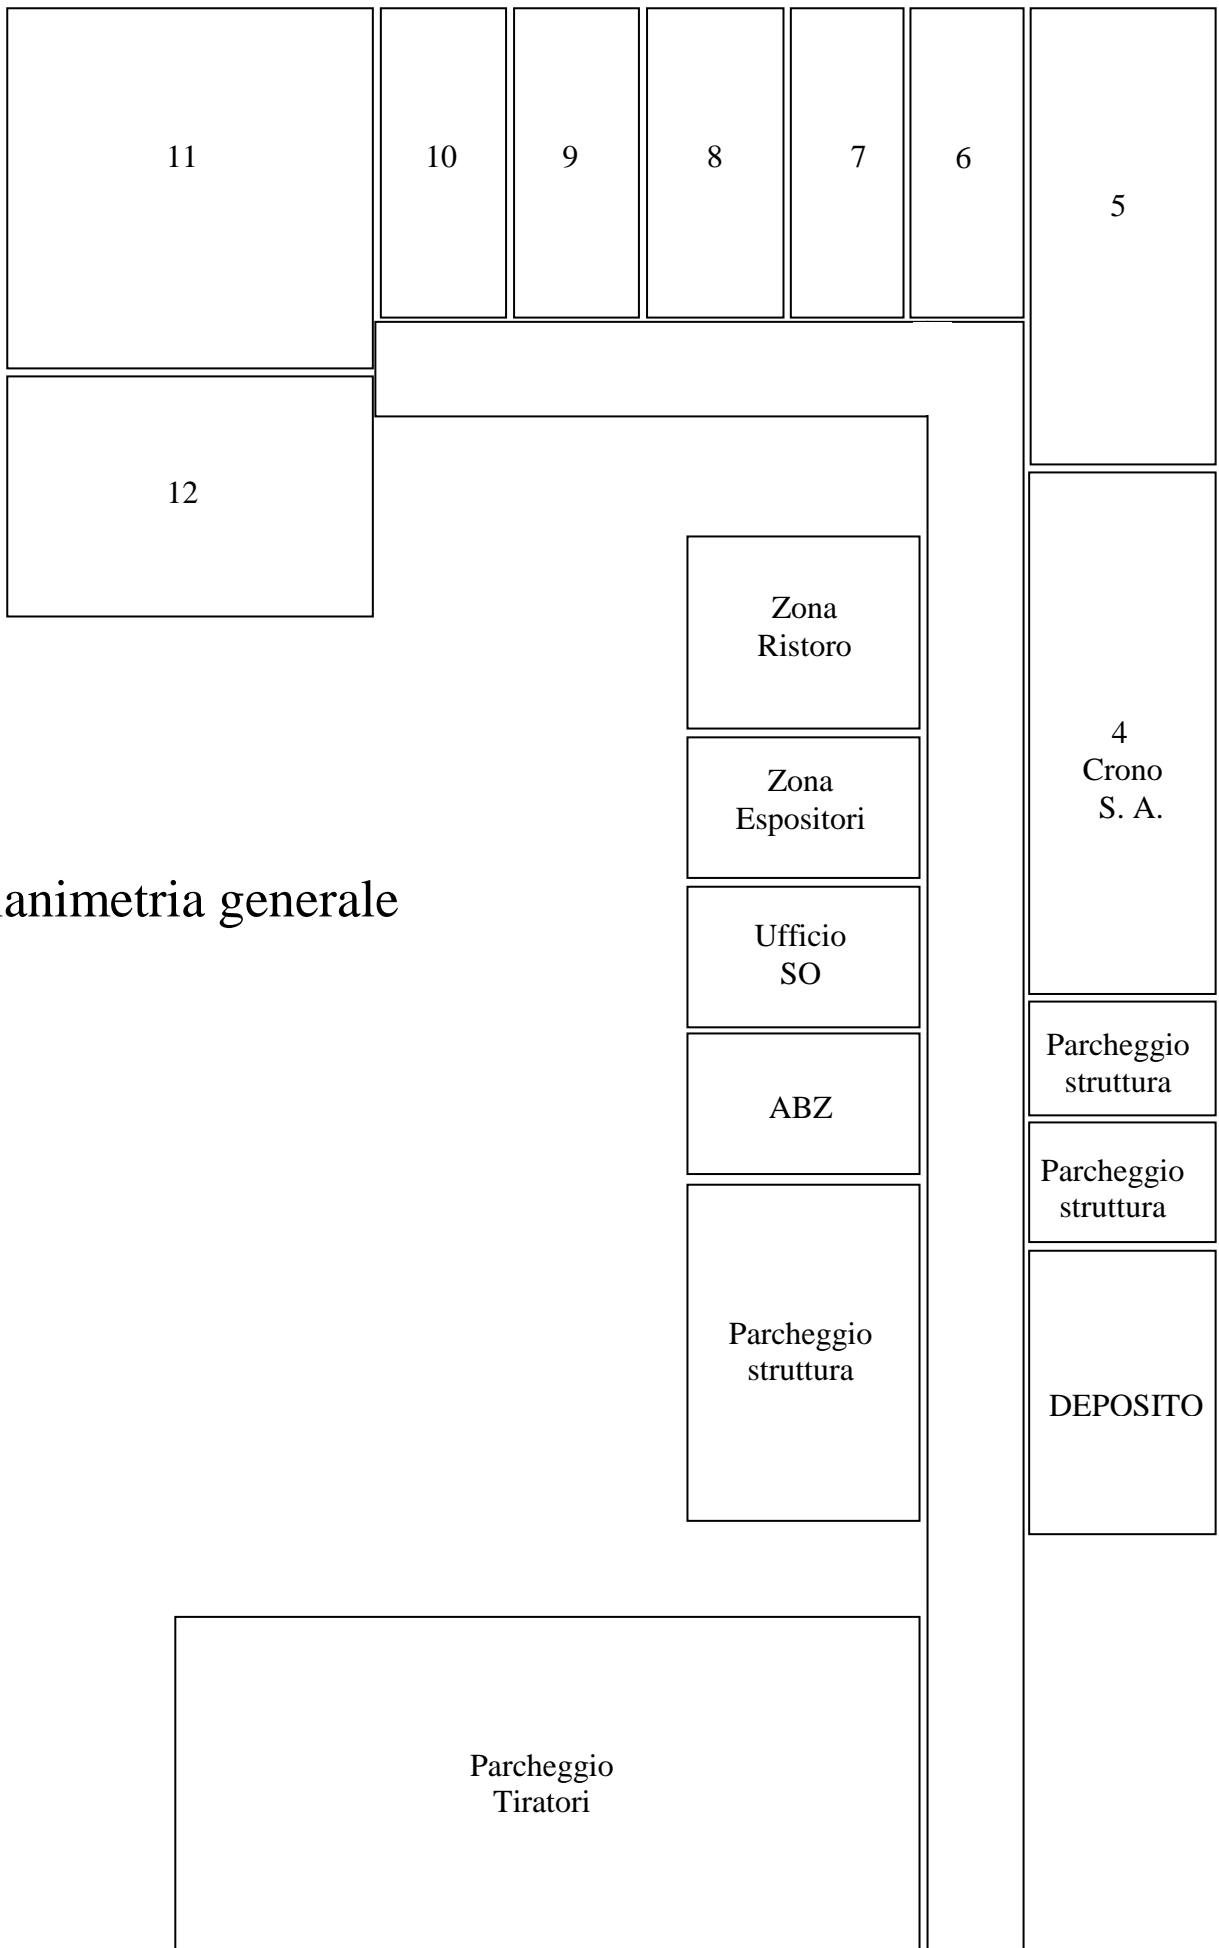 11
10
9
8
7
6
5
12
Zona
Ristoro
4
Crono
S. A.
Zona
Espositori
animetria generale
Ufficio
SO
Parcheggio
struttura
ABZ
Parcheggio
struttura
Parcheggio
struttura
DEPOSITO
Parcheggio
Tiratori